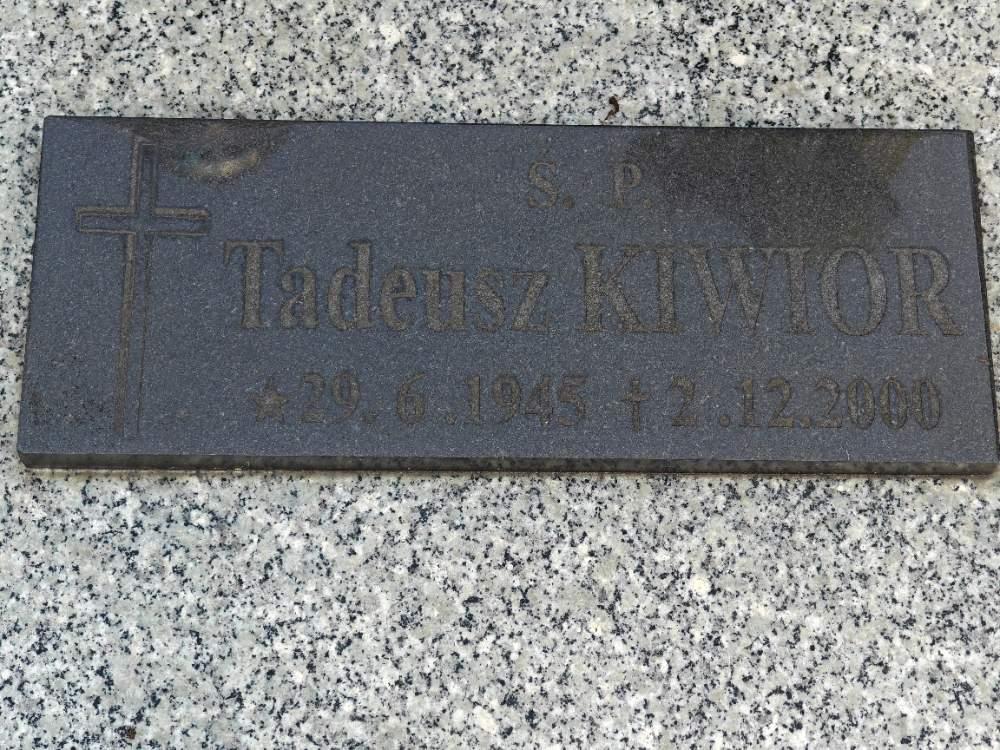 Ś. P.
Tadeusz KIWIOR
★ 29. 6. 1945 † 2. 12. 2000